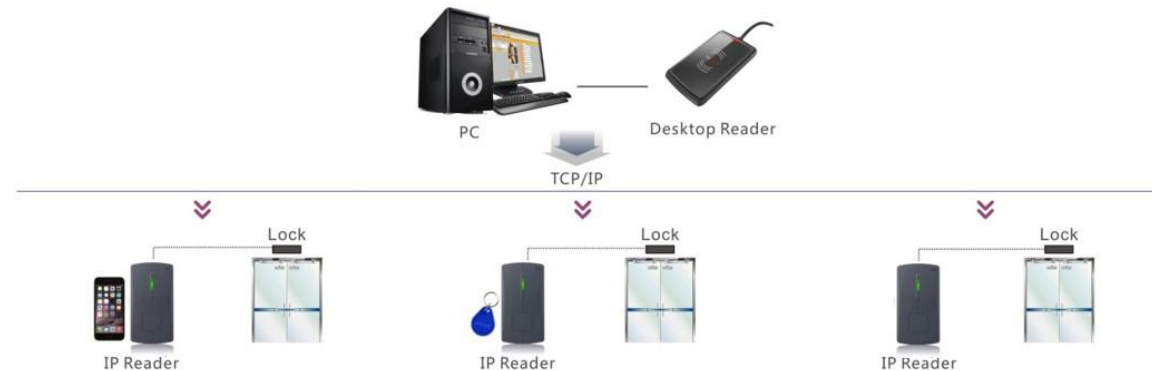 PC
Desktop Reader
TCP/IP
Lock
Lock
Lock
IP Reader
IP Reader
IP Reader